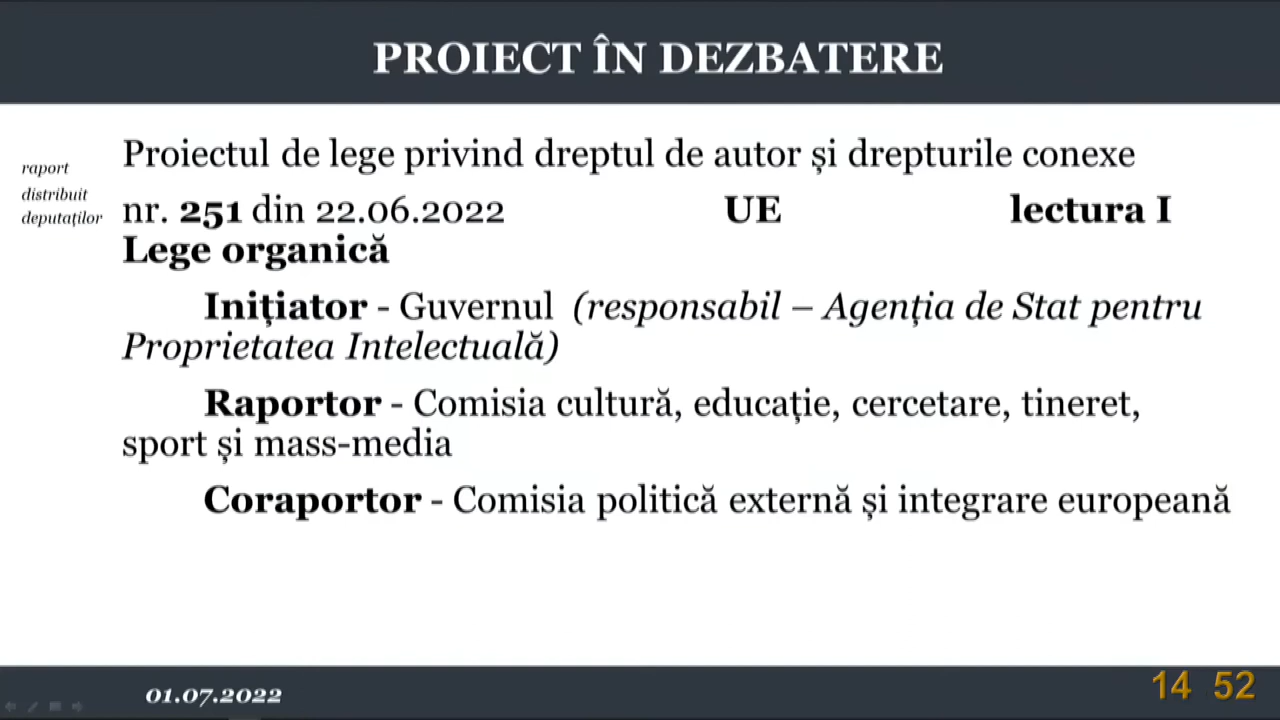 PROIECT ÎN DEZBATERE
raport
distribuit
deputaților
Proiectul de lege privind dreptul de autor și drepturile conexe
nr. 251 din 22.06.2022 UE lectura I
Lege organică
Inițiator - Guvernul (responsabil – Agenția de Stat pentru
Proprietatea Intelectuală)
Raportor - Comisia cultură, educație, cercetare, tineret,
sport și mass-media
Coraportor - Comisia politică externă și integrare europeană
01.07.2022
14 52